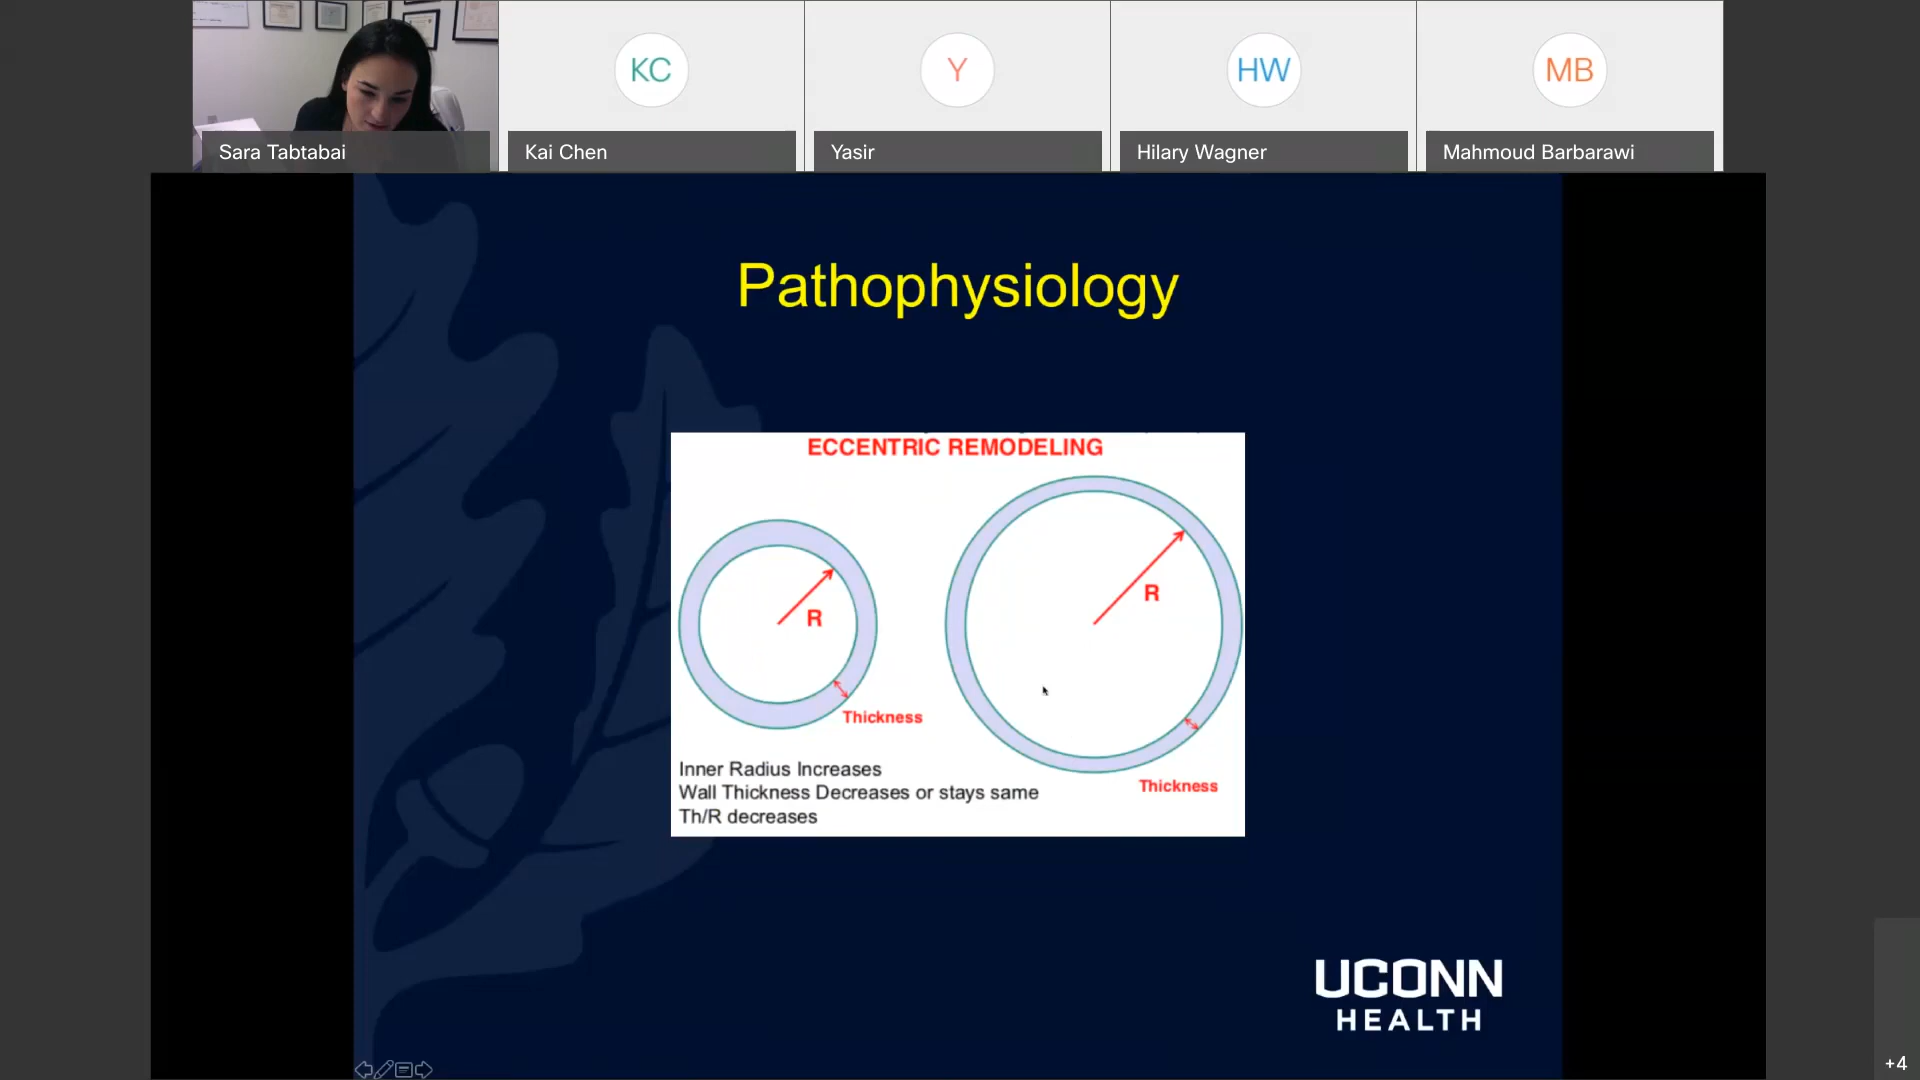 KC
Y
HW
MB
Sara Tabtabai
Kai Chen
Yasir
Hilary Wagner
Mahmoud Barbarawi
Pathophysiology
ECCENTRIC REMODELING
R
R
Thickness
Thickness
Inner Radius Increases
Wall Thickness Decreases or stays same
Th/R decreases
UCONN
HEALTH
+4